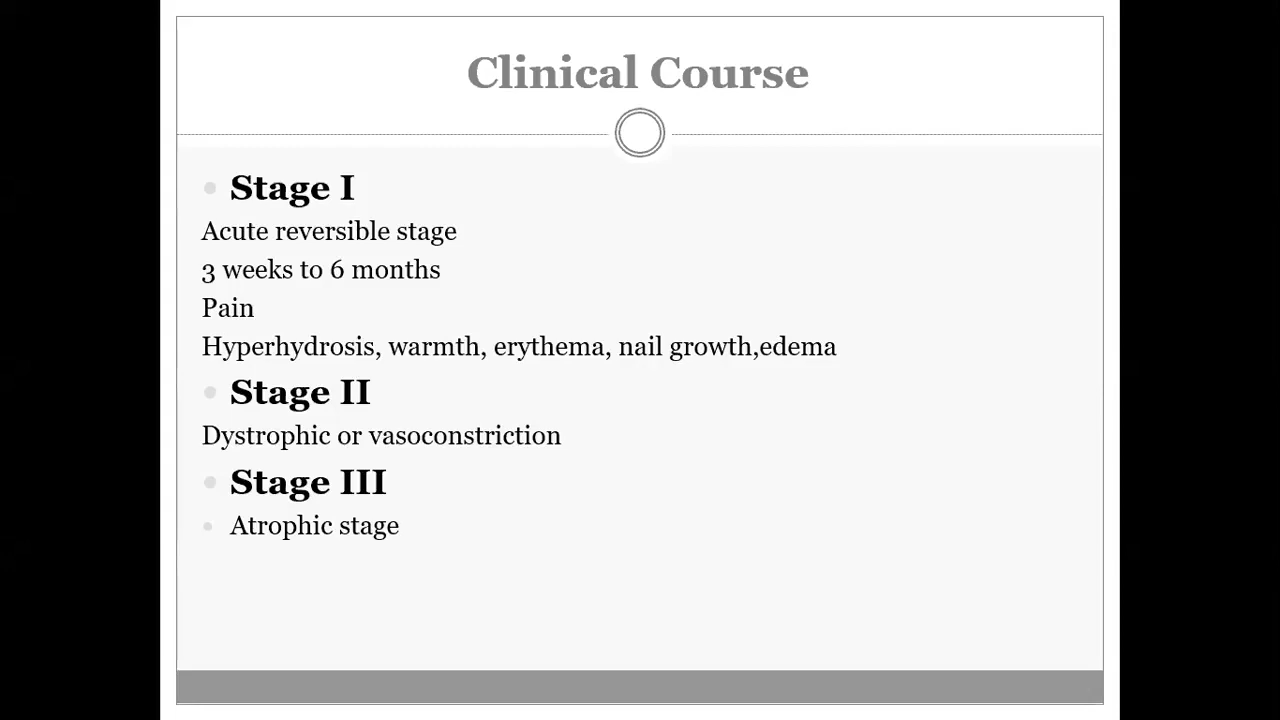 Clinical Course
Stage I
Acute reversible stage
3 weeks to 6 months
Pain
Hyperhydrosis, warmth, erythema, nail growth,edema
Stage II
Dystrophic or vasoconstriction
Stage III
Atrophic stage